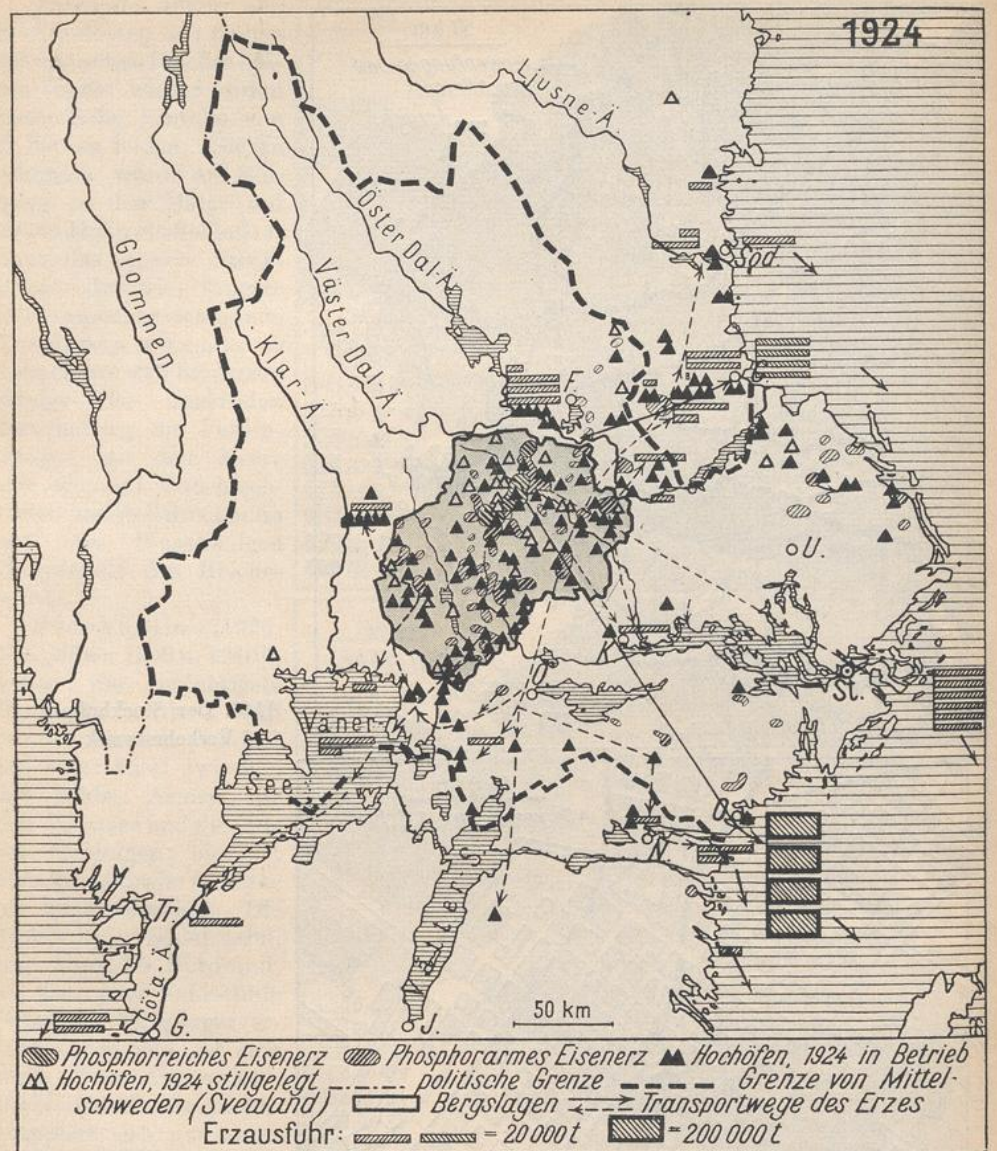 1924
Ljusne-Å.
Öster Dal-Ä.
Söd.
Glommen
Väster Dal-Ä.
Klar-Ä.
F.
G.
U.
A.
St.
Ö.
Väner-
See
O.
N.
Tr.
Vätter S.
Göta-Ä
G.
J.
50 km
Phosphorreiches Eisenerz Phosphorarmes Eisenerz Hochöfen, 1924 in Betrieb
Hochöfen, 1924 stillgelegt politische Grenze Grenze von Mittel-
schweden (Svealand) Bergslagen Transportwege des Erzes
Erzausfuhr: = 20 000 t = 200 000 t